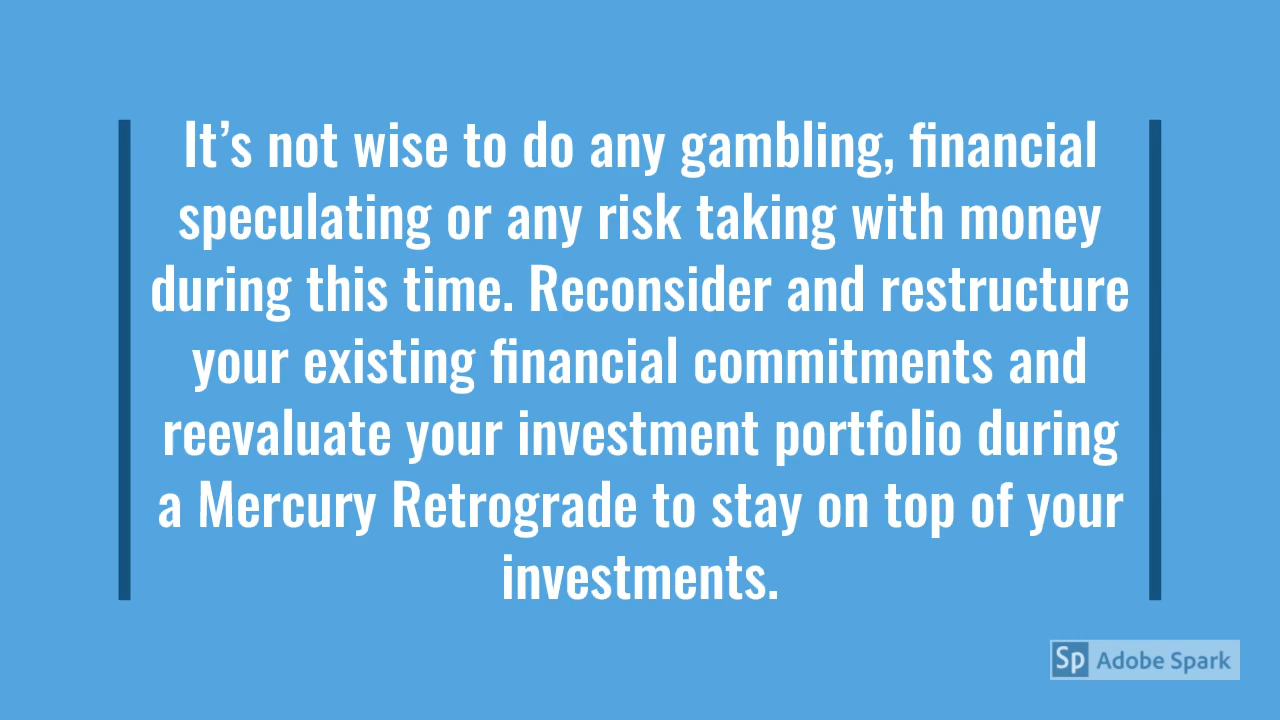 It’s not wise to do any gambling, financial
speculating or any risk taking with money
during this time. Reconsider and restructure
your existing financial commitments and
reevaluate your investment portfolio during
a Mercury Retrograde to stay on top of your
investments.
Sp Adobe Spark